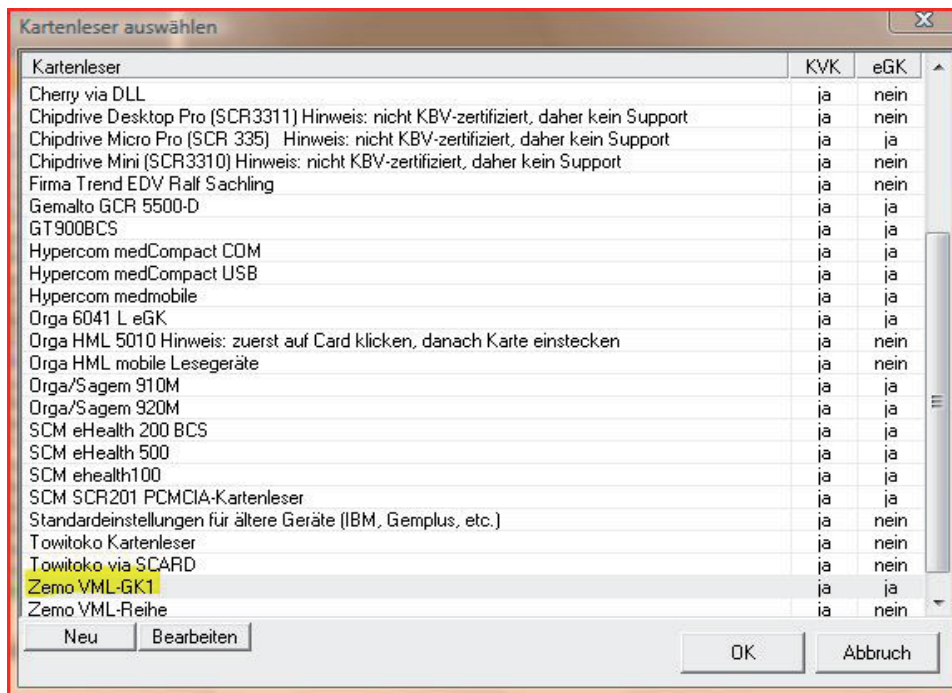 Kartenleser auswählen
Kartenleser KVK eGK
Cherry via DLL ja nein
Chipdrive Desktop Pro (SCR3311) Hinweis: nicht KBV-zertifiziert, daher kein Support ja nein
Chipdrive Micro Pro (SCR 335) Hinweis: nicht KBV-zertifiziert, daher kein Support ja ja
Chipdrive Mini (SCR3310) Hinweis: nicht KBV-zertifiziert, daher kein Support ja nein
Firma Trend EDV Ralf Sachling ja nein
Gemalto GCR 5500-D ja ja
GT900BCS ja ja
Hypercom medCompact COM ja ja
Hypercom medCompact USB ja ja
Hypercom medmobile ja ja
Orga 6041 L eGK ja ja
Orga HML 5010 Hinweis: zuerst auf Card klicken, danach Karte einstecken ja nein
Orga HML mobile Lesegeräte ja nein
Orga/Sagem 910M ja ja
Orga/Sagem 920M ja ja
SCM eHealth 200 BCS ja ja
SCM eHealth 500 ja ja
SCM ehealth100 ja ja
SCM SCR201 PCMCIA-Kartenleser ja ja
Standardeinstellungen für ältere Geräte (IBM, Gemplus, etc.) ja nein
Towitoko Kartenleser ja nein
Towitoko via SCARD ja nein
Zemo VML-GK1 ja ja
Zemo VML-Reihe ja nein
Neu Bearbeiten OK Abbruch